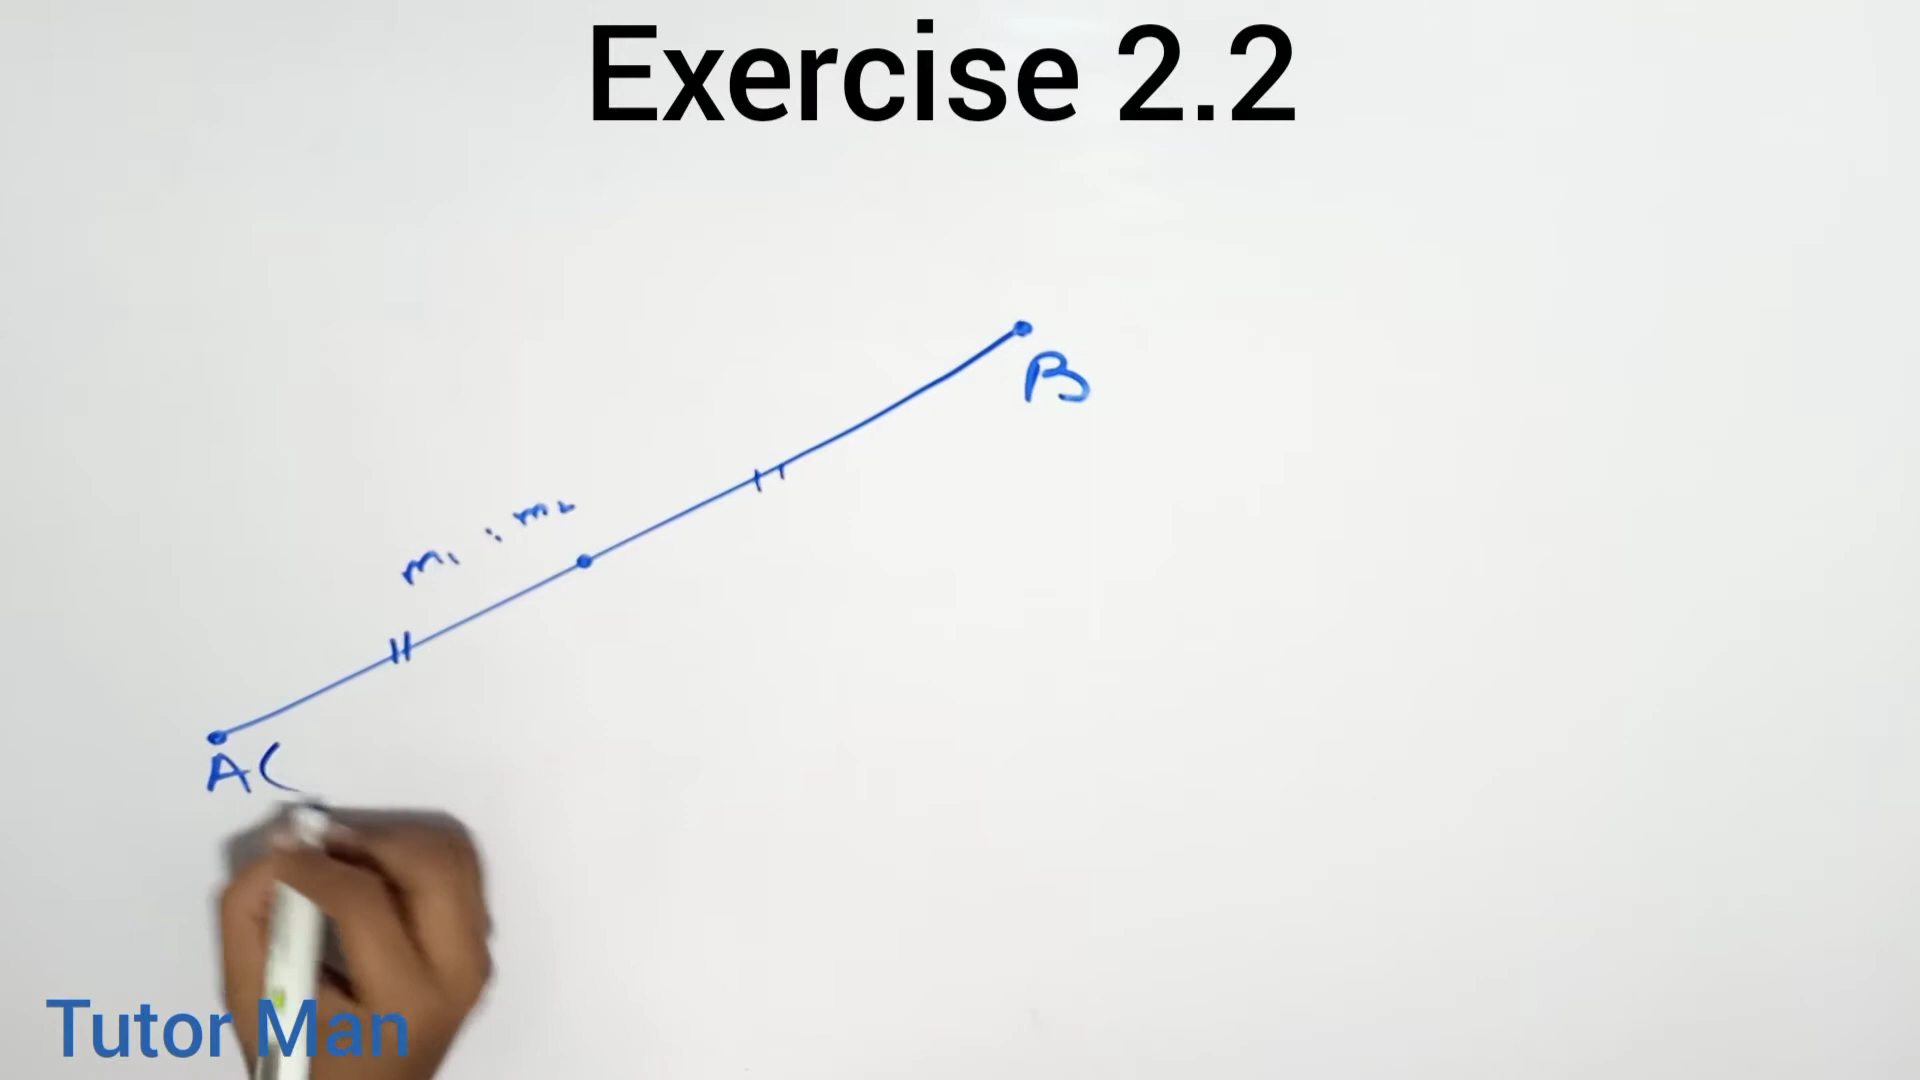 Exercise 2.2
B
m₁ : m₂
A(
Tutor Man